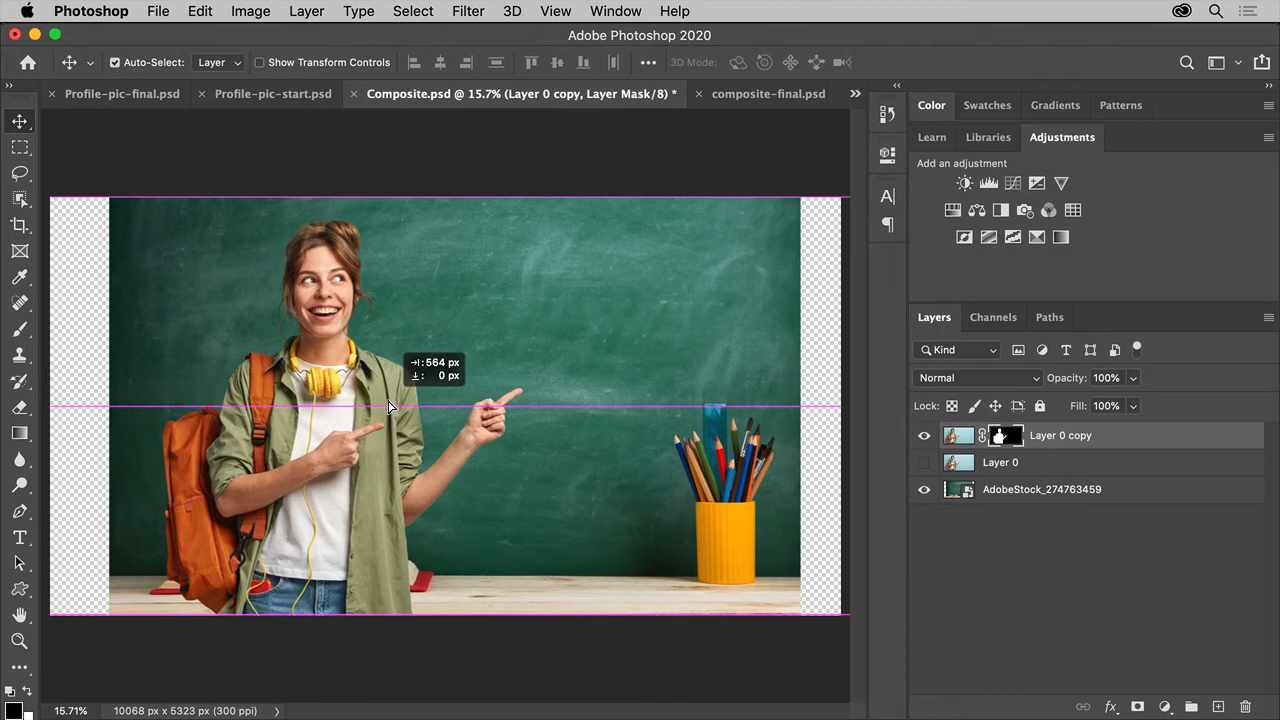 Photoshop File Edit Image Layer Type Select Filter 3D View Window Help
Adobe Photoshop 2020
Auto-Select: Layer Show Transform Controls 3D Mode:
Profile-pic-final.psd Profile-pic-start.psd Composite.psd @ 15.7% (Layer 0 copy, Layer Mask/8) * composite-final.psd
Color Swatches Gradients Patterns
Learn Libraries Adjustments
Add an adjustment
Layers Channels Paths
Kind
Normal Opacity: 100%
Lock: Fill: 100%
Layer 0 copy
Layer 0
AdobeStock_274763459
: 564 px
: 0 px
15.71% 10068 px x 5323 px (300 ppi)